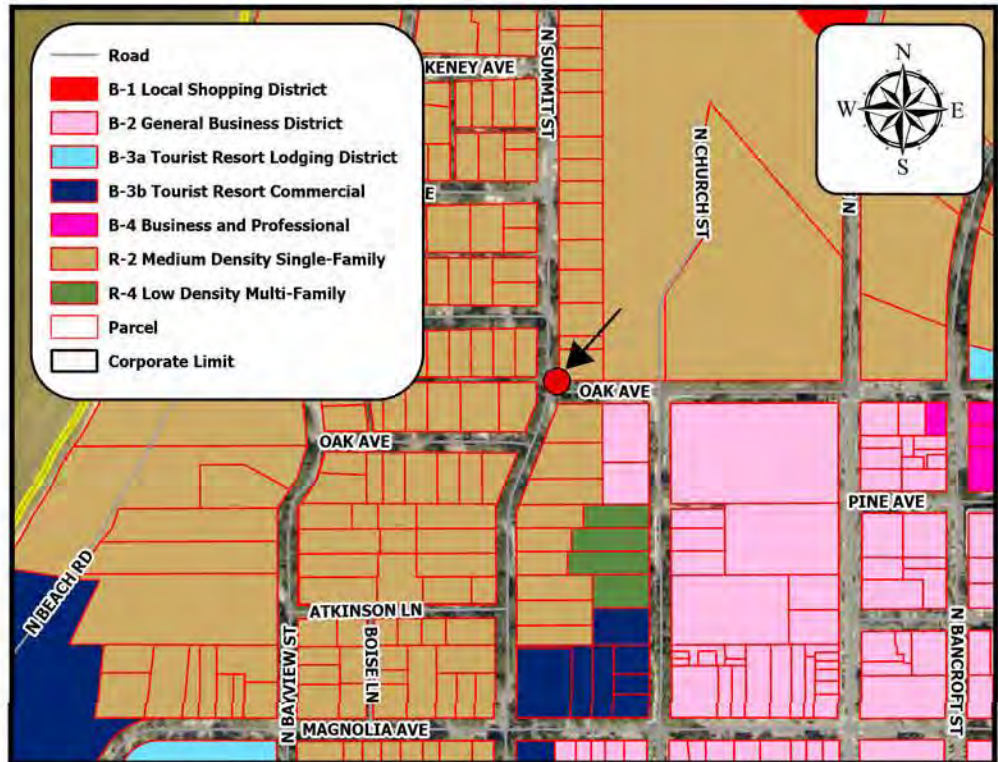 Road
B-1 Local Shopping District
B-2 General Business District
B-3a Tourist Resort Lodging District
B-3b Tourist Resort Commercial
B-4 Business and Professional
R-2 Medium Density Single-Family
R-4 Low Density Multi-Family
Parcel
Corporate Limit
KENEY AVE
N SUMMIT ST
N
W
E
S
N CHURCH ST
N
E
OAK AVE
OAK AVE
PINE AVE
N BEACH RD
ATKINSON LN
BOISE LN
N BAYVIEW ST
N BANCROFT ST
MAGNOLIA AVE